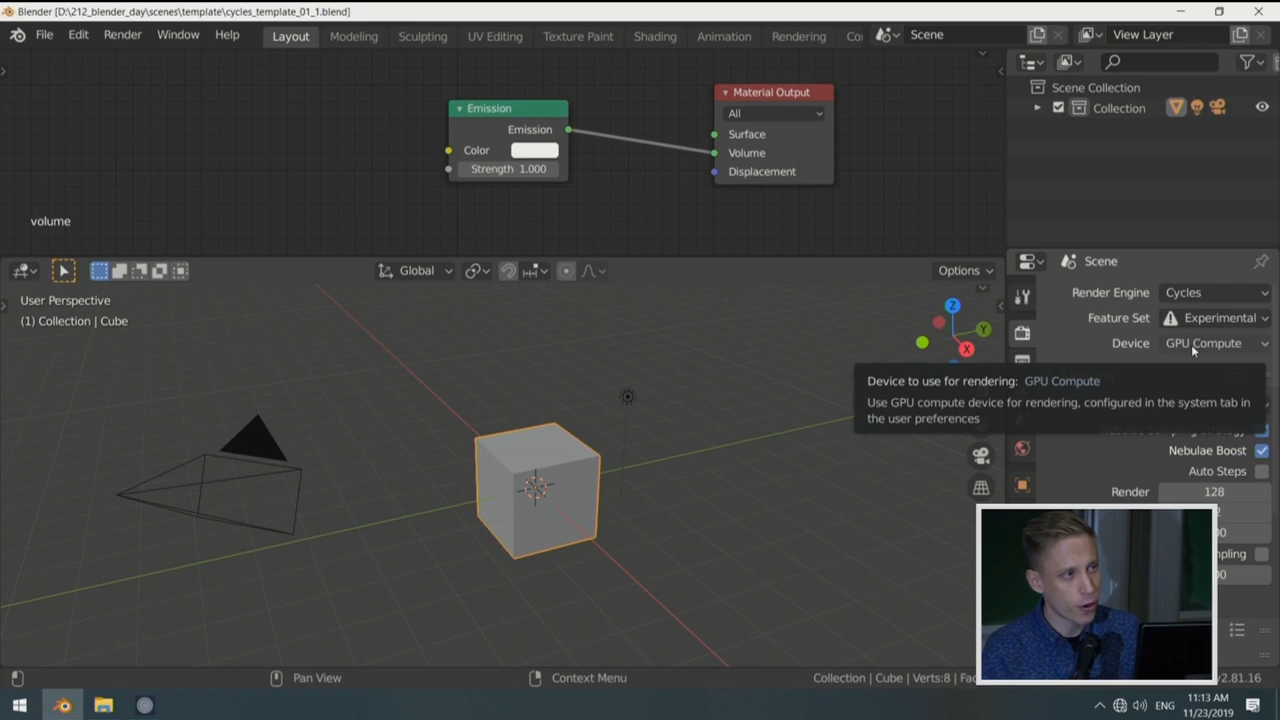 Blender [D:\212_blender_day\scenes\template\cycles_template_01_1.blend]
File Edit Render Window Help
Layout Modeling Sculpting UV Editing Texture Paint Shading Animation Rendering Co
Scene
View Layer
Emission
Emission
Color
Strength 1.000
Material Output
All
Surface
Volume
Displacement
volume
Scene Collection
Collection
Global
Options
User Perspective
(1) Collection | Cube
Z
Y
X
Scene
Render Engine Cycles
Feature Set Experimental
Device GPU Compute
Device to use for rendering: GPU Compute
Use GPU compute device for rendering, configured in the system tab in
the user preferences
Nebulae Boost
Auto Steps
Render 128
Pan View
Context Menu
Collection | Cube | Verts:8 | Fac
v2.81.16
ENG
11:13 AM
11/23/2019